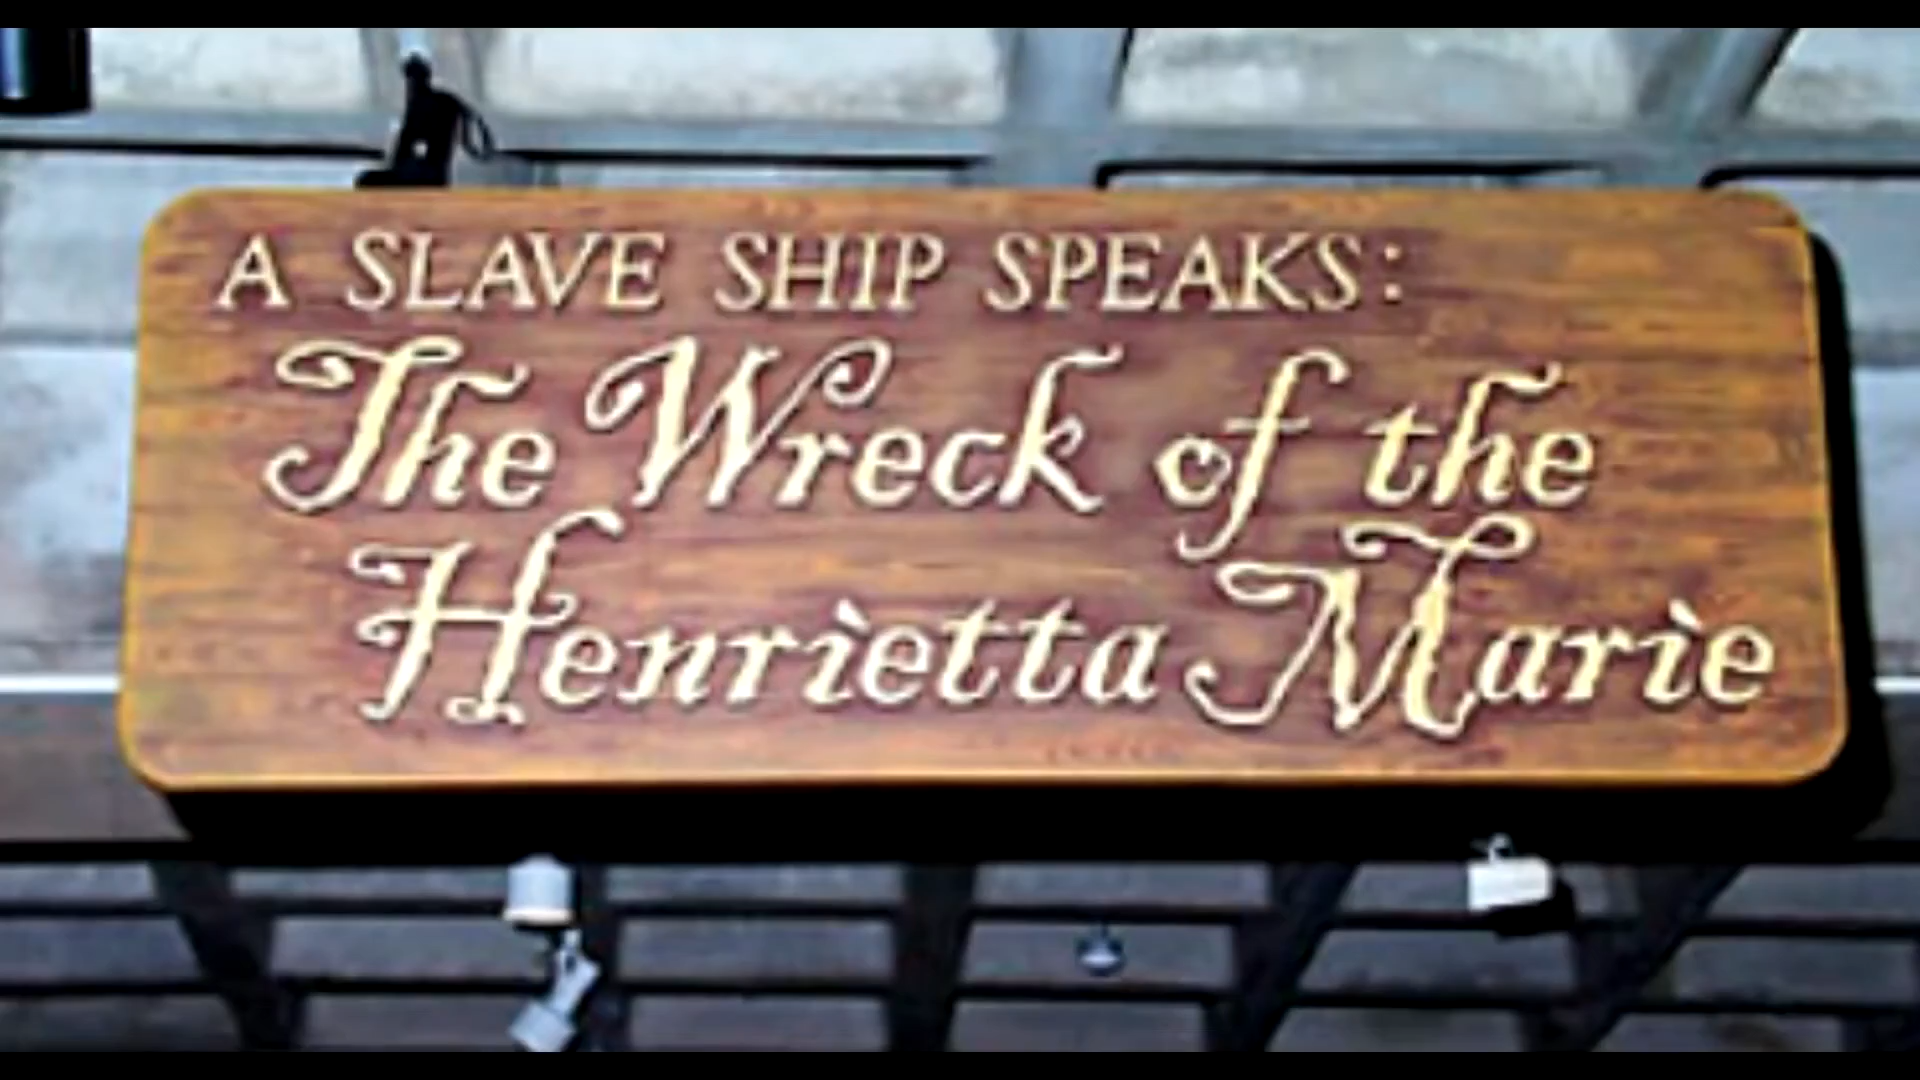 A SLAVE SHIP SPEAKS:
The Wreck of the
Henrietta Marie